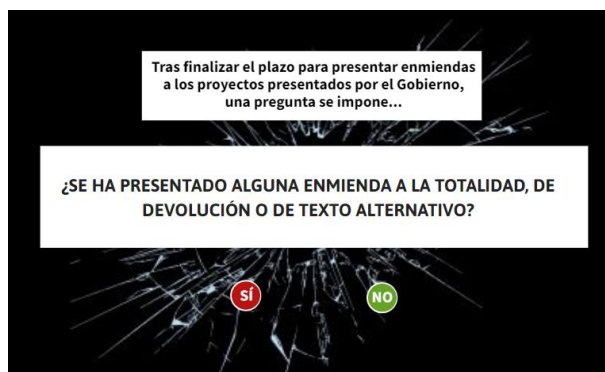 Tras finalizar el plazo para presentar enmiendas
a los proyectos presentados por el Gobierno,
una pregunta se impone...
¿SE HA PRESENTADO ALGUNA ENMIENDA A LA TOTALIDAD, DE
DEVOLUCIÓN O DE TEXTO ALTERNATIVO?
SÍ NO